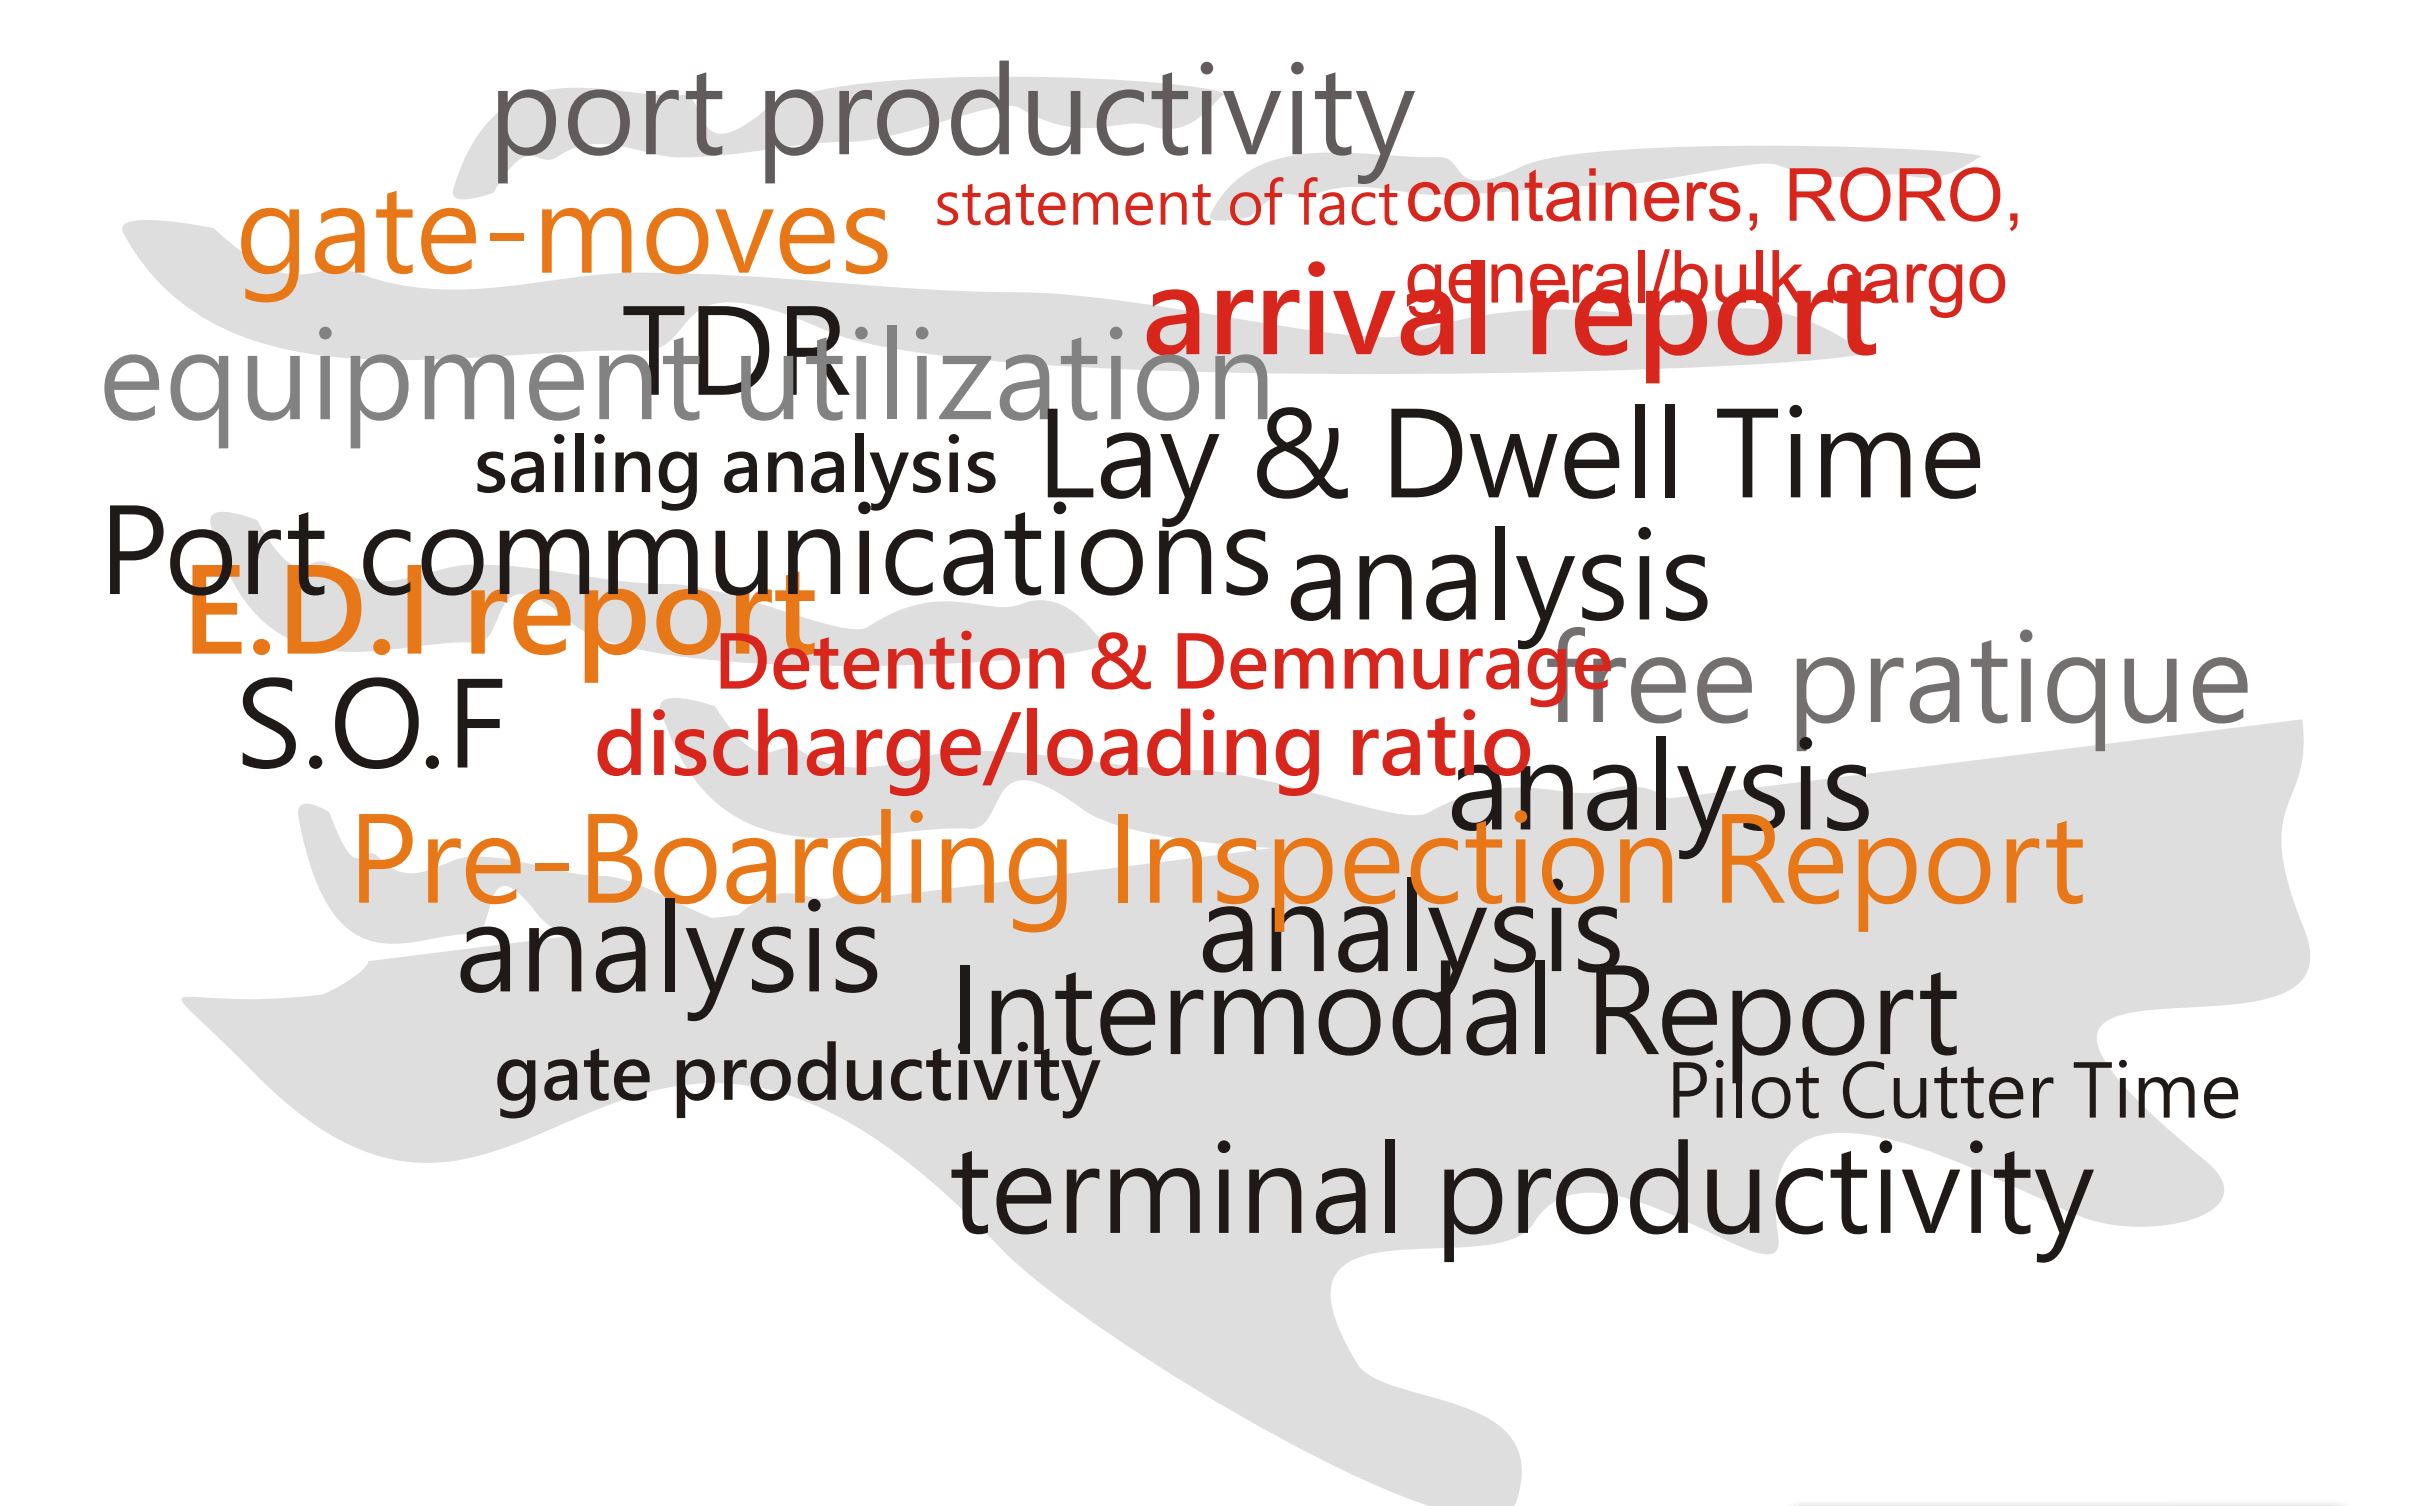 port productivity
gate-moves
statement of fact
containers, RORO,
general/bulk cargo
arrival report
TDR
equipment utilization
sailing analysis
Lay & Dwell Time
Port communications
analysis
E.D.I report
Detention & Demmurage
free pratique
S.O.F
discharge/loading ratio
analysis
Pre-Boarding Inspection Report
analysis
analysis
Intermodal Report
gate productivity
Pilot Cutter Time
terminal productivity